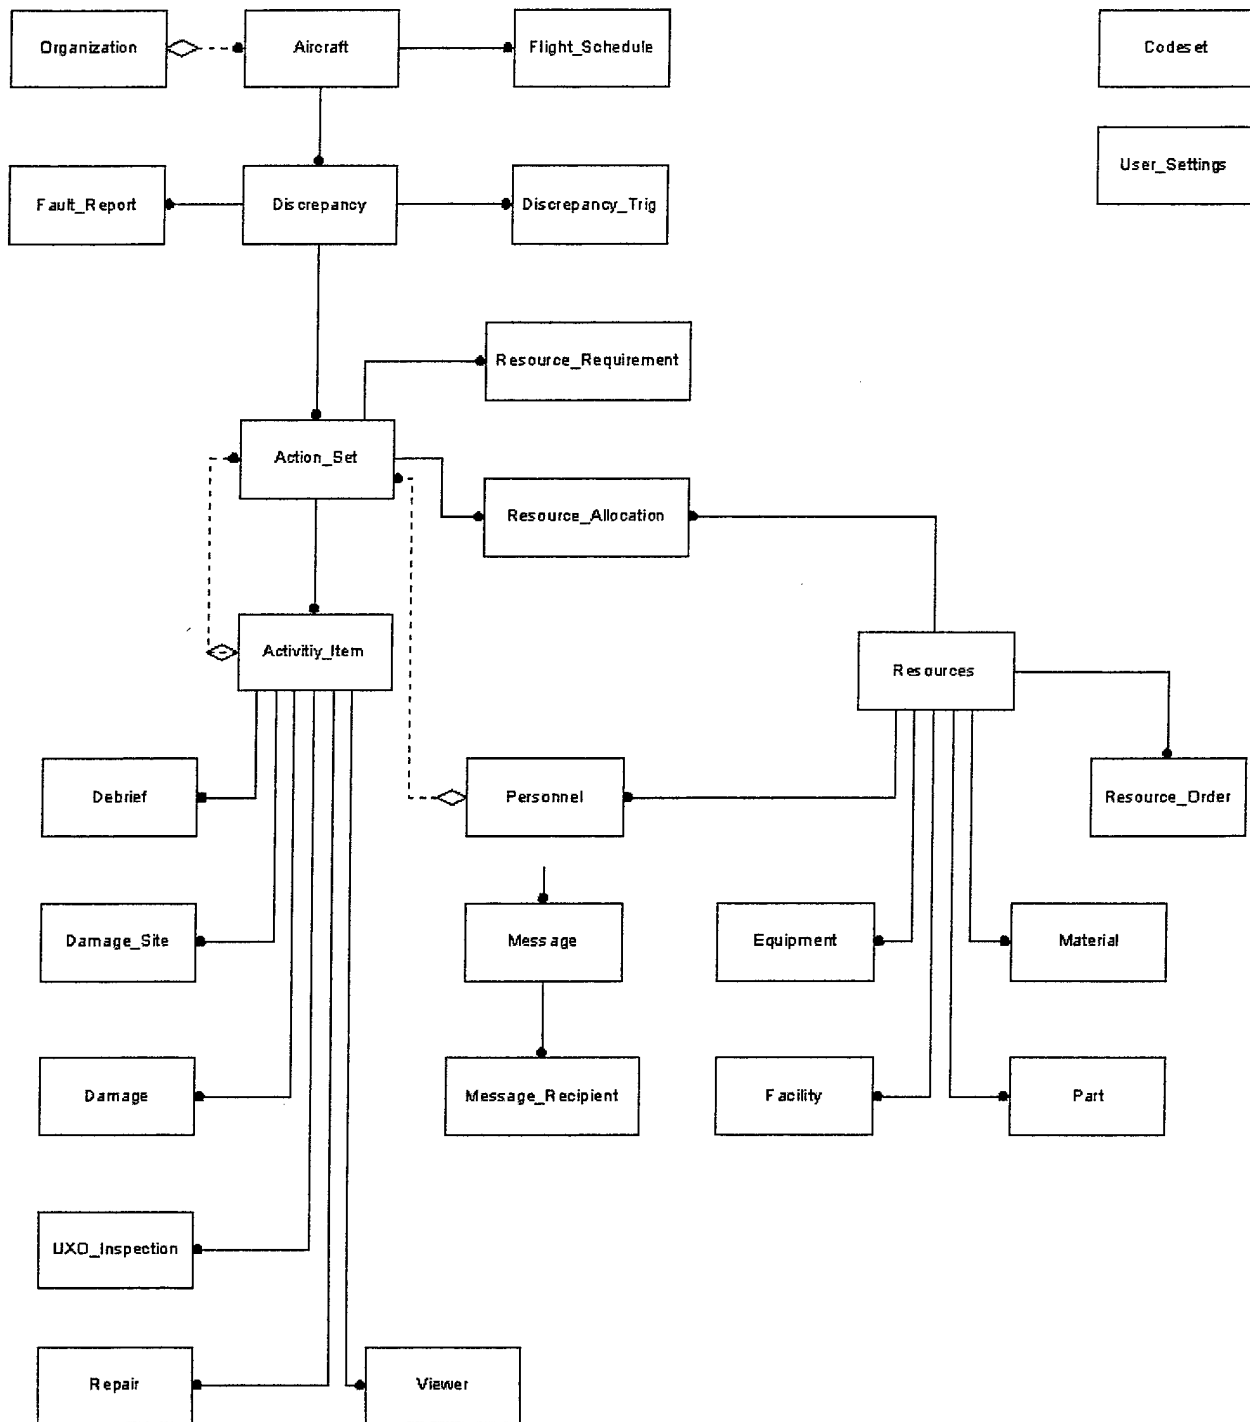 Organization
Aircraft
Flight_Schedule
Codeset
Fault_Report
Discrepancy
Discrepancy_Trig
User_Settings
Resource_Requirement
Action_Set
Resource_Allocation
Activitiy_Item
Resources
Debrief
Personnel
Resource_Order
Damage_Site
Message
Equipment
Material
Damage
Message_Recipient
Facility
Part
UXO_Inspection
Repair
Viewer